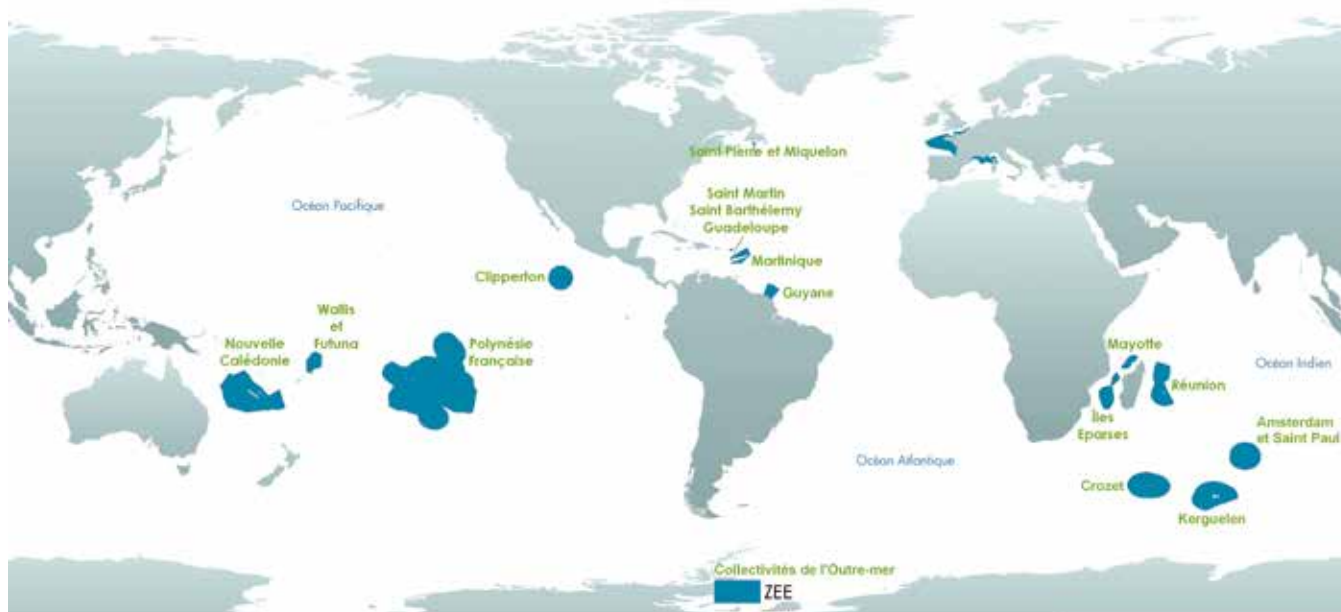 Saint-Pierre et Miquelon
Saint Martin
Saint Barthélemy
Guadeloupe
Martinique
Guyane
Océan Pacifique
Clipperton
Wallis
et
Futuna
Nouvelle
Calédonie
Polynésie
Française
Mayotte
Océan Indien
Réunion
Îles
Eparses
Amsterdam
et Saint Paul
Océan Atlantique
Crozet
Kerguelen
Collectivités de l'Outre-mer
ZEE